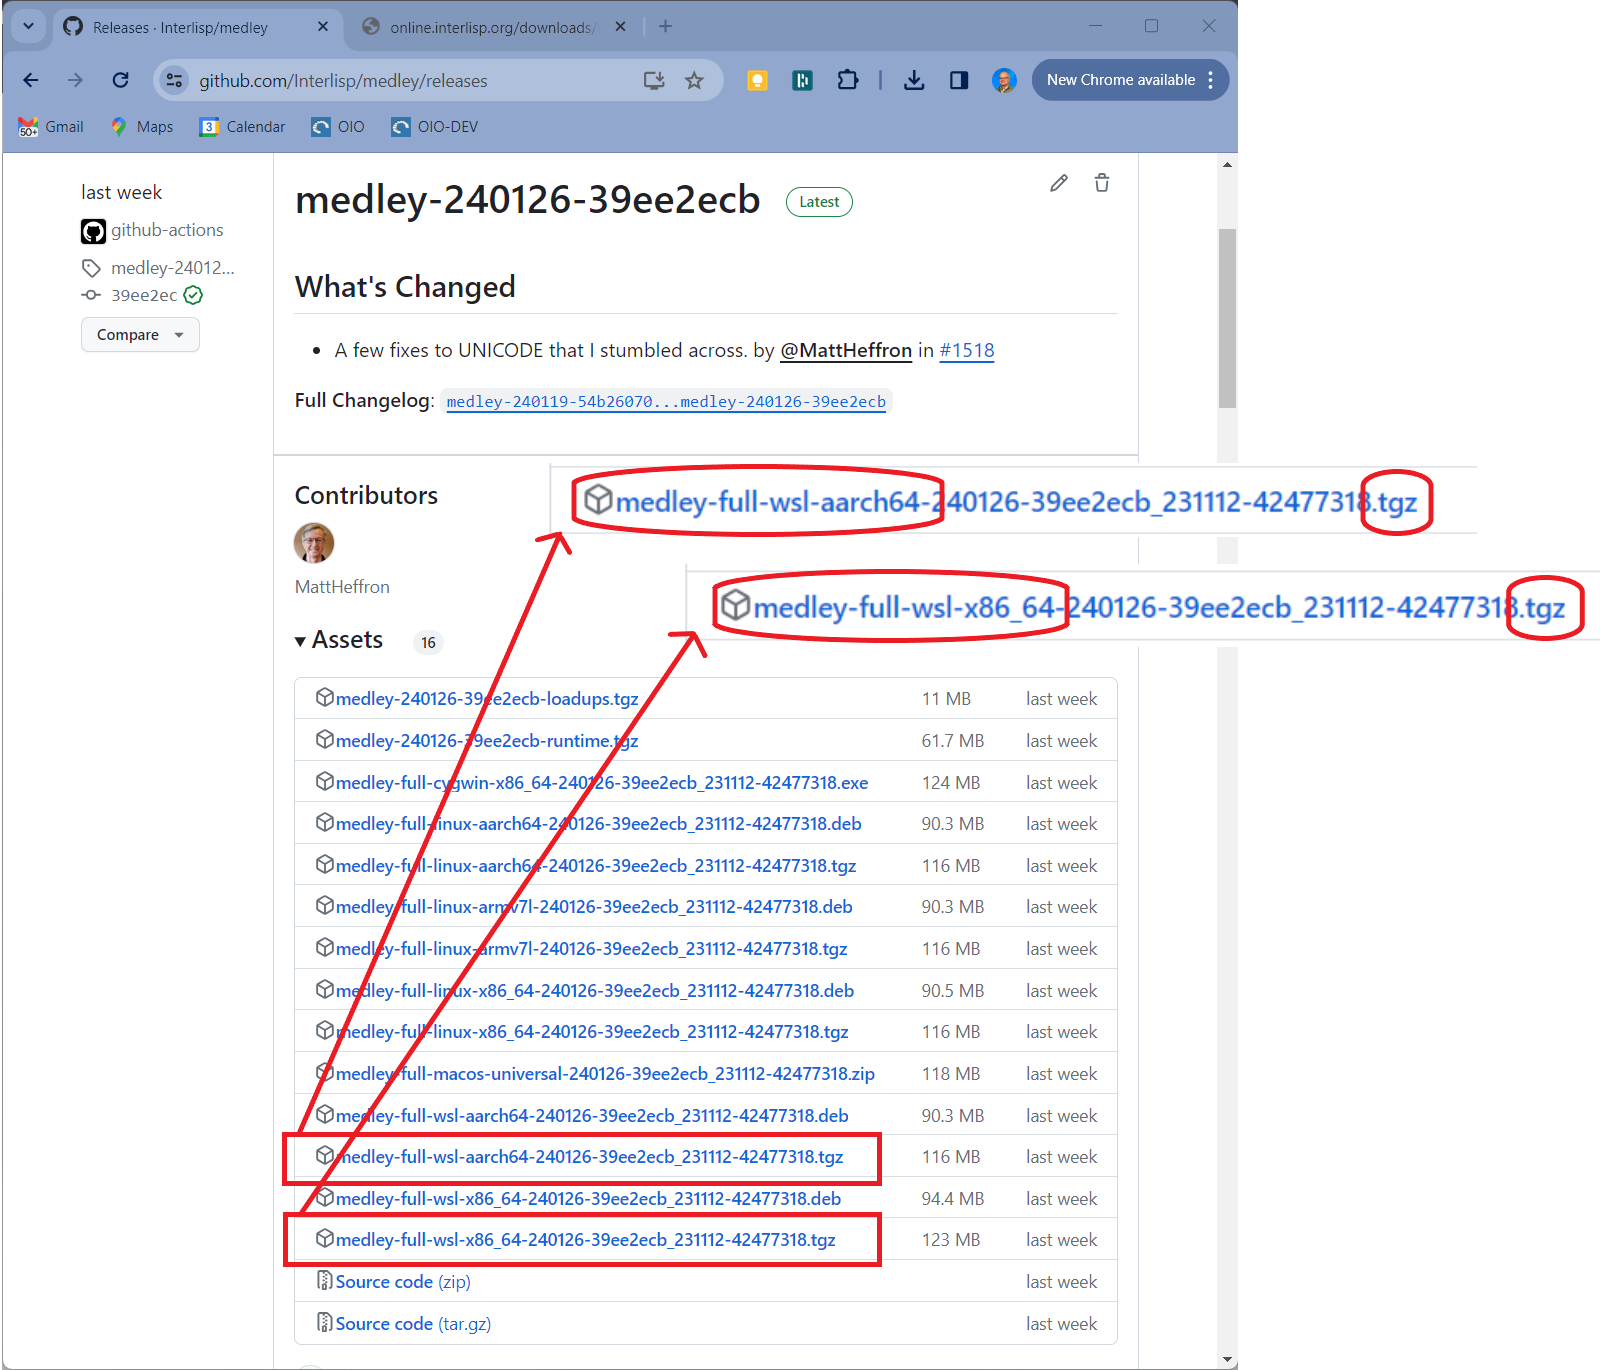 Releases · Interlisp/medley
online.interlisp.org/downloads/
github.com/Interlisp/medley/releases
New Chrome available
50+
Gmail
Maps
3
Calendar
OIO
OIO-DEV
last week
github-actions
medley-24012...
39ee2ec
Compare
medley-240126-39ee2ecb
Latest
What's Changed
• A few fixes to UNICODE that I stumbled across. by @MattHeffron in #1518
Full Changelog: medley-240119-54b26070...medley-240126-39ee2ecb
Contributors
MattHeffron
medley-full-wsl-aarch64-240126-39ee2ecb_231112-42477318.tgz
medley-full-wsl-x86_64-240126-39ee2ecb_231112-42477318.tgz
Assets 16
medley-240126-39ee2ecb-loadups.tgz 11 MB last week
medley-240126-39ee2ecb-runtime.tgz 61.7 MB last week
medley-full-cygwin-x86_64-240126-39ee2ecb_231112-42477318.exe 124 MB last week
medley-full-linux-aarch64-240126-39ee2ecb_231112-42477318.deb 90.3 MB last week
medley-full-linux-aarch64-240126-39ee2ecb_231112-42477318.tgz 116 MB last week
medley-full-linux-armv7l-240126-39ee2ecb_231112-42477318.deb 90.3 MB last week
medley-full-linux-armv7l-240126-39ee2ecb_231112-42477318.tgz 116 MB last week
medley-full-linux-x86_64-240126-39ee2ecb_231112-42477318.deb 90.5 MB last week
medley-full-linux-x86_64-240126-39ee2ecb_231112-42477318.tgz 116 MB last week
medley-full-macos-universal-240126-39ee2ecb_231112-42477318.zip 118 MB last week
medley-full-wsl-aarch64-240126-39ee2ecb_231112-42477318.deb 90.3 MB last week
medley-full-wsl-aarch64-240126-39ee2ecb_231112-42477318.tgz 116 MB last week
medley-full-wsl-x86_64-240126-39ee2ecb_231112-42477318.deb 94.4 MB last week
medley-full-wsl-x86_64-240126-39ee2ecb_231112-42477318.tgz 123 MB last week
Source code (zip) last week
Source code (tar.gz) last week